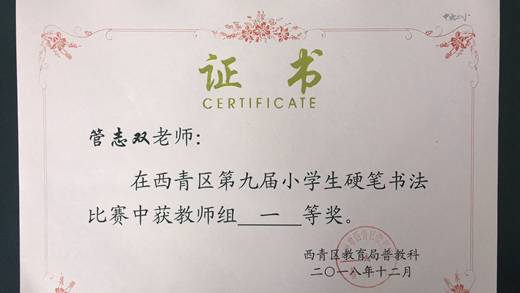 证书
CERTIFICATE
管志双老师：
在西青区第九届小学生硬笔书法
比赛中获教师组一等奖。
西青区教育局普教科
二〇一八年十二月